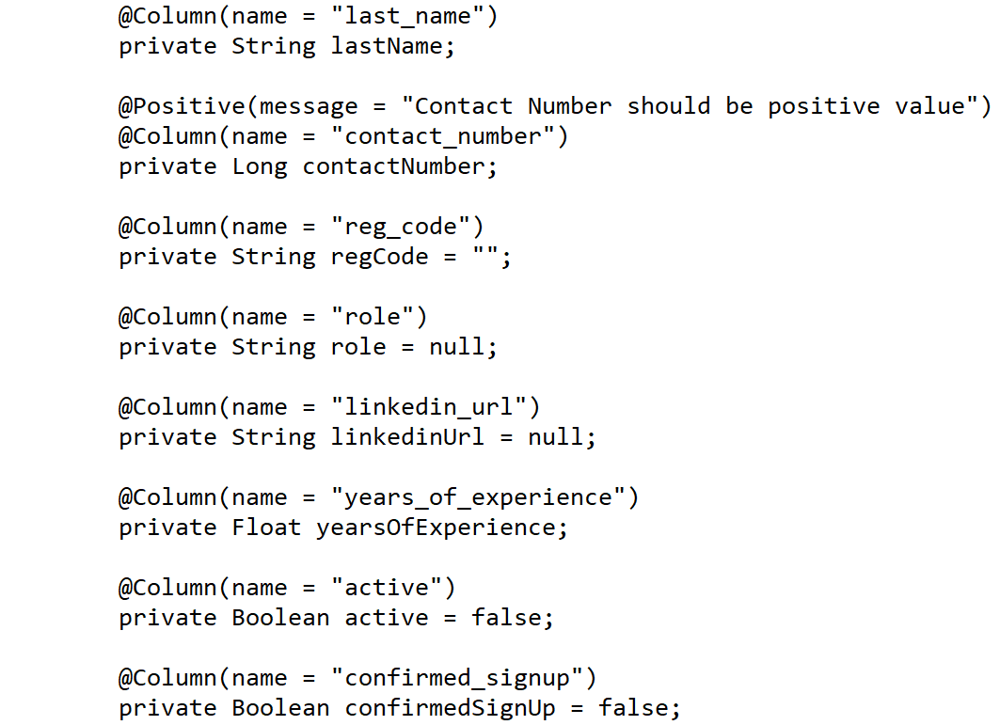 @Column(name = "last_name")
private String lastName;

@Positive(message = "Contact Number should be positive value")
@Column(name = "contact_number")
private Long contactNumber;

@Column(name = "reg_code")
private String regCode = "";

@Column(name = "role")
private String role = null;

@Column(name = "linkedin_url")
private String linkedinUrl = null;

@Column(name = "years_of_experience")
private Float yearsOfExperience;

@Column(name = "active")
private Boolean active = false;

@Column(name = "confirmed_signup")
private Boolean confirmedSignUp = false;